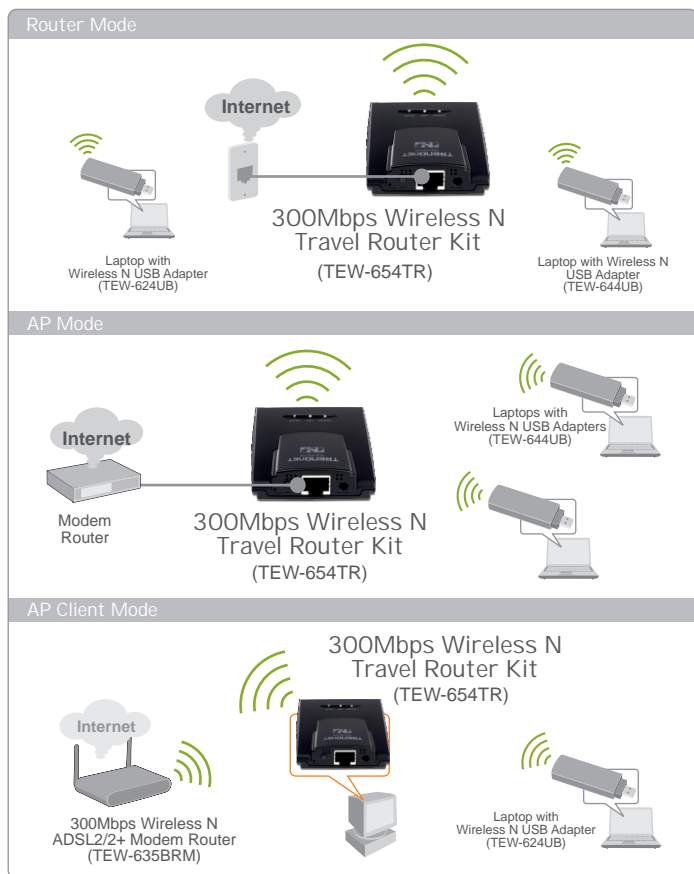 Router Mode
Internet
300Mbps Wireless N
Travel Router Kit
(TEW-654TR)
Laptop with
Wireless N USB Adapter
(TEW-624UB)
Laptop with Wireless N
USB Adapter
(TEW-644UB)
TRENDNET
AP Mode
Internet
Modem
Router
TRENDNET
300Mbps Wireless N
Travel Router Kit
(TEW-654TR)
Laptops with
Wireless N USB Adapters
(TEW-644UB)
AP Client Mode
300Mbps Wireless N
Travel Router Kit
(TEW-654TR)
Internet
300Mbps Wireless N
ADSL2/2+ Modem Router
(TEW-635BRM)
Laptop with
Wireless N USB Adapter
(TEW-624UB)